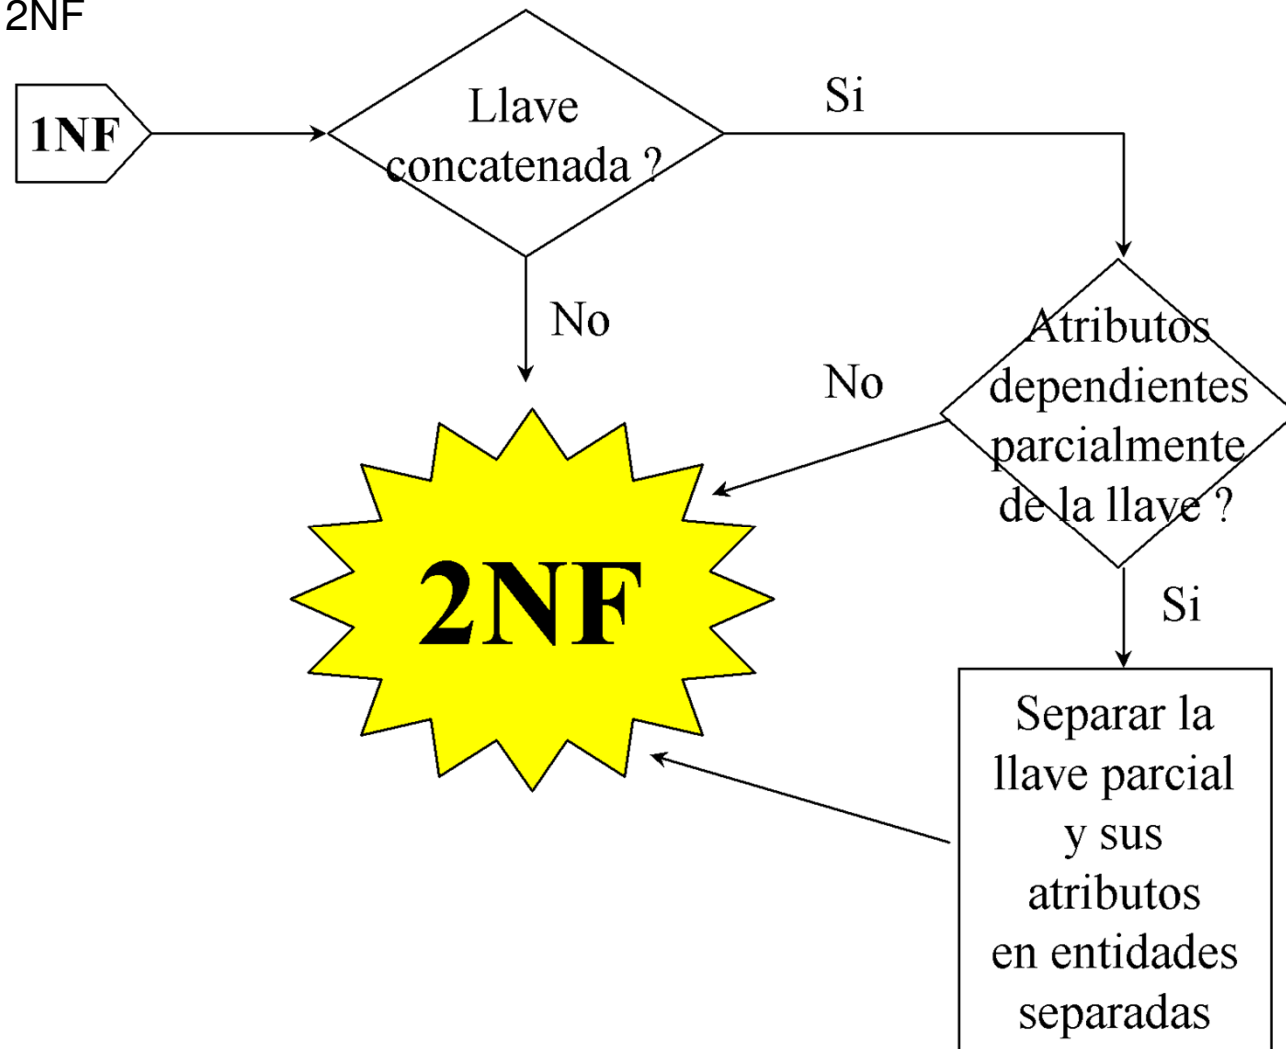 2NF
1NF
Llave
concatenada ?
Si
No
Atributos
dependientes
parcialmente
de la llave ?
No
Si
2NF
Separar la
llave parcial
y sus
atributos
en entidades
separadas